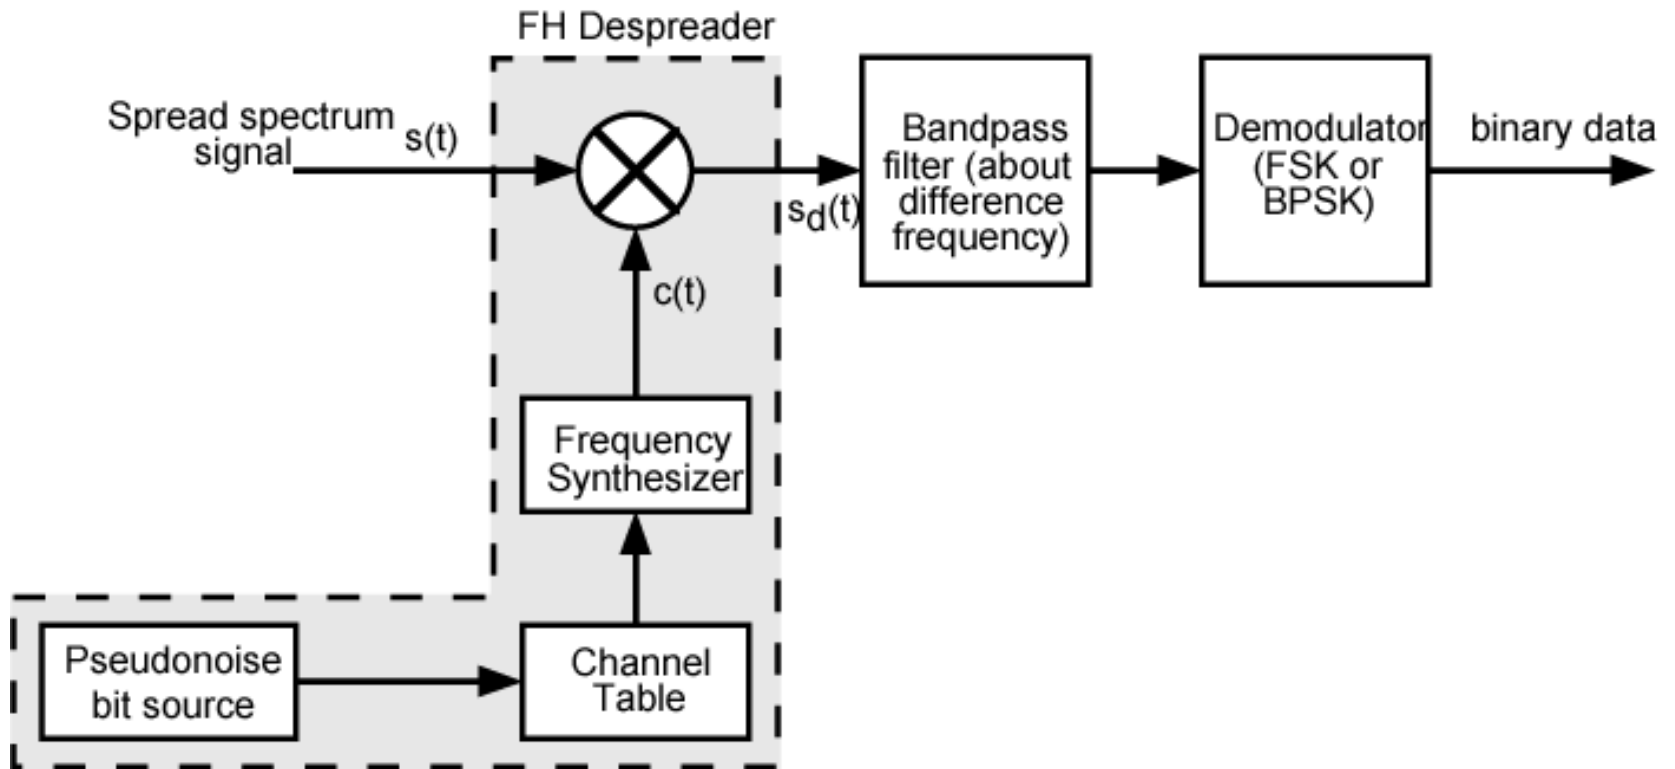 FH Despreader
Spread spectrum
signal
s(t)
Bandpass
filter (about
difference
frequency)
Demodulator
(FSK or
BPSK)
binary data
sd(t)
c(t)
Frequency
Synthesizer
Pseudonoise
bit source
Channel
Table